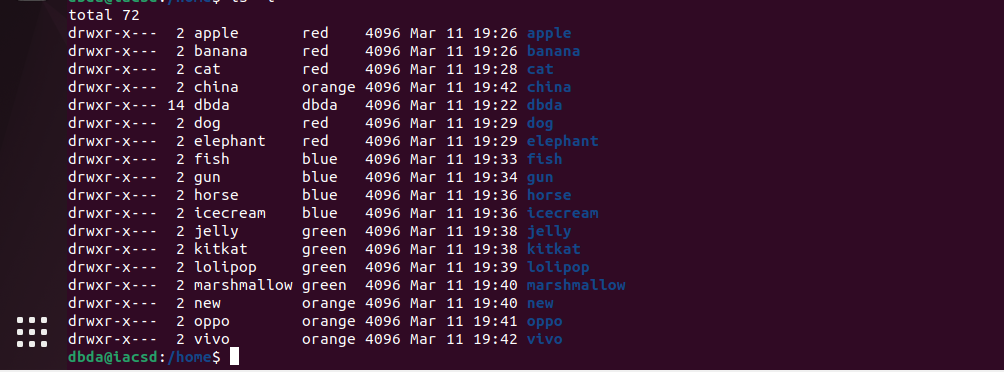 dbda@iacsd:/home$ ls -l
total 72
drwxr-x---  2 apple       red    4096 Mar 11 19:26 apple
drwxr-x---  2 banana      red    4096 Mar 11 19:26 banana
drwxr-x---  2 cat         red    4096 Mar 11 19:28 cat
drwxr-x---  2 china       orange 4096 Mar 11 19:42 china
drwxr-x--- 14 dbda        dbda   4096 Mar 11 19:22 dbda
drwxr-x---  2 dog         red    4096 Mar 11 19:29 dog
drwxr-x---  2 elephant    red    4096 Mar 11 19:29 elephant
drwxr-x---  2 fish        blue   4096 Mar 11 19:33 fish
drwxr-x---  2 gun         blue   4096 Mar 11 19:34 gun
drwxr-x---  2 horse       blue   4096 Mar 11 19:36 horse
drwxr-x---  2 icecream    blue   4096 Mar 11 19:36 icecream
drwxr-x---  2 jelly       green  4096 Mar 11 19:38 jelly
drwxr-x---  2 kitkat      green  4096 Mar 11 19:38 kitkat
drwxr-x---  2 lolipop     green  4096 Mar 11 19:39 lolipop
drwxr-x---  2 marshmallow green  4096 Mar 11 19:40 marshmallow
drwxr-x---  2 new         orange 4096 Mar 11 19:40 new
drwxr-x---  2 oppo        orange 4096 Mar 11 19:41 oppo
drwxr-x---  2 vivo        orange 4096 Mar 11 19:42 vivo
dbda@iacsd:/home$